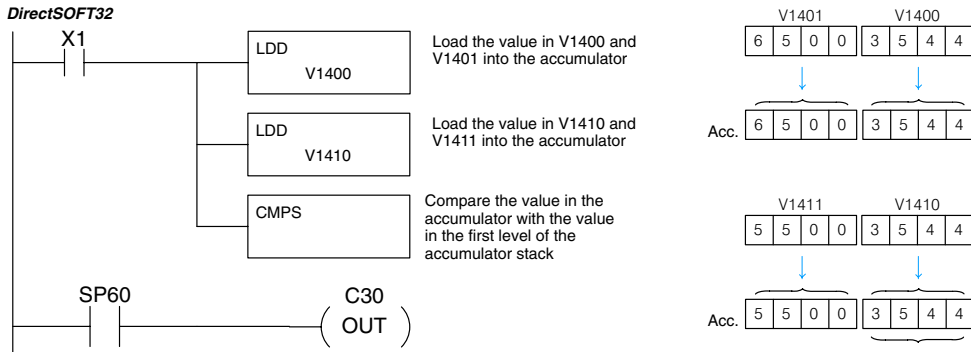 DirectSOFT32
X1
LDD
V1400
Load the value in V1400 and
V1401 into the accumulator
LDD
V1410
Load the value in V1410 and
V1411 into the accumulator
CMPS
Compare the value in the
accumulator with the value
in the first level of the
accumulator stack
SP60
C30
OUT
V1401 V1400
6 5 0 0 3 5 4 4
Acc. 6 5 0 0 3 5 4 4
V1411 V1410
5 5 0 0 3 5 4 4
Acc. 5 5 0 0 3 5 4 4